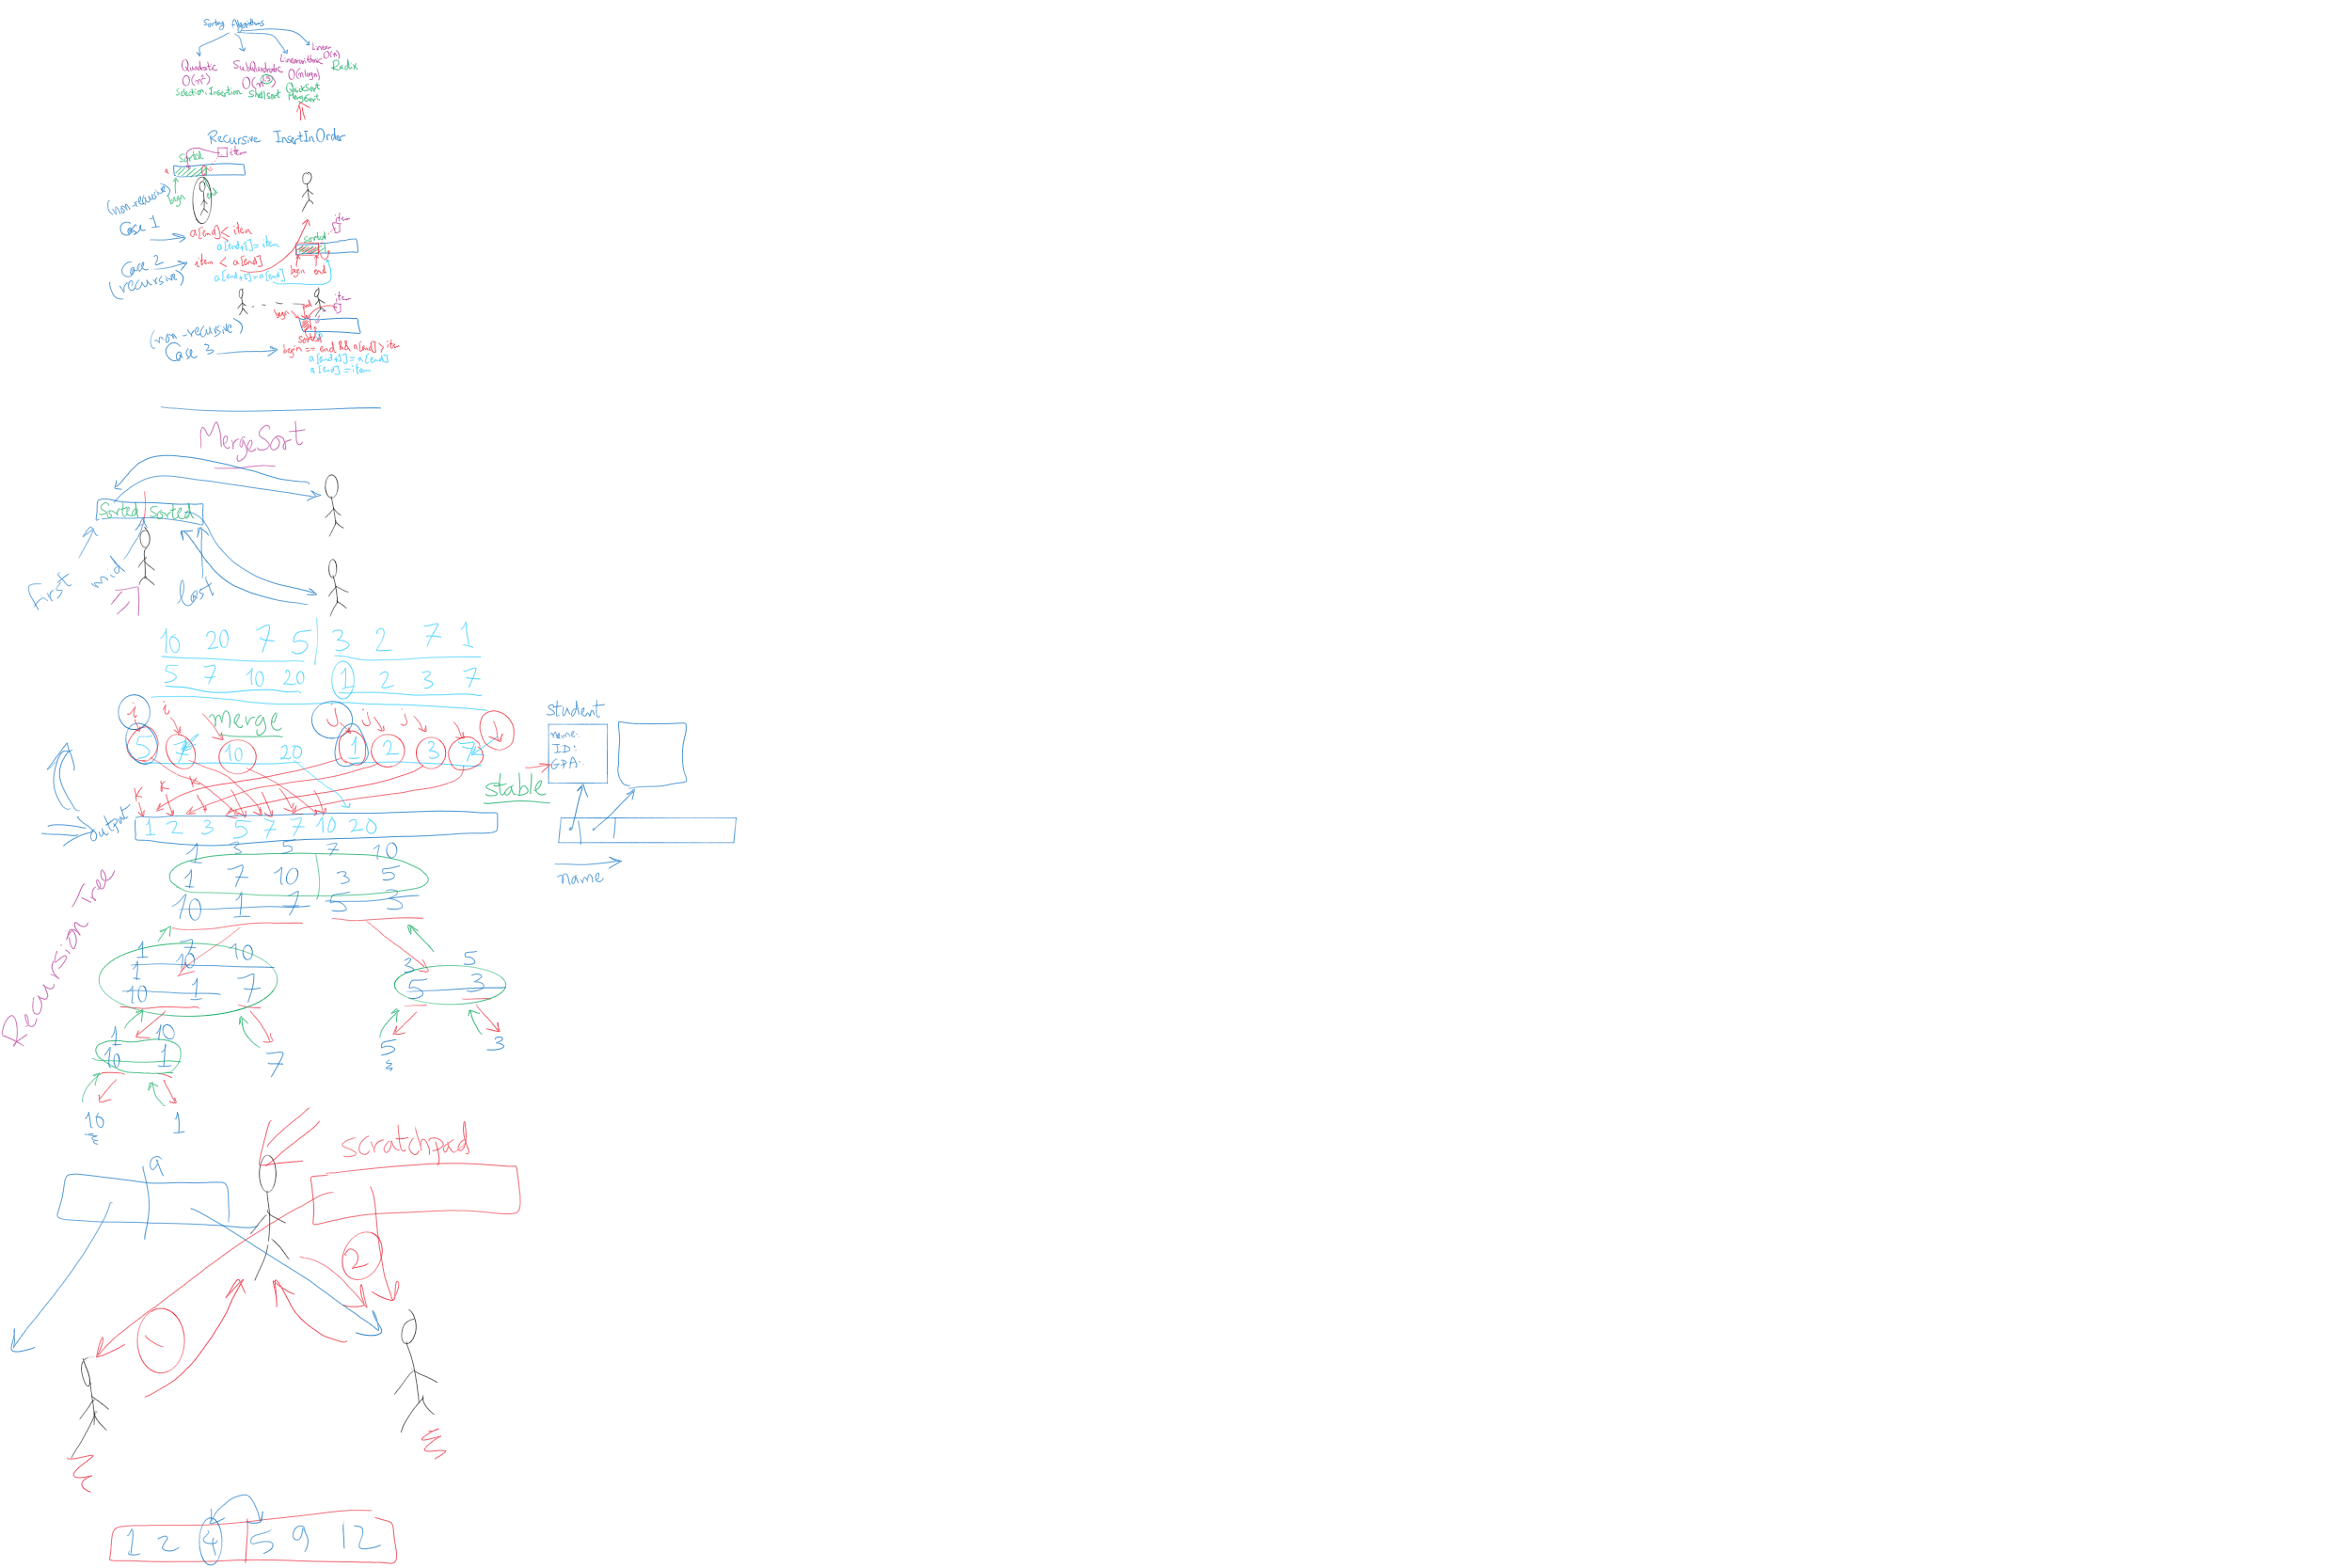 Sorting Algorithms
Linear
O(n)
Quadratic SubQuadratic Linearithmic Radix
O(n²) O(n^1.5) O(n logn)
Selection, Insertion ShellSort QuickSort
MergeSort
Recursive InsertInOrder
sorted item
a
begin end
(non-recursive)
Case 1
a[end] ≤ item
a[end+1] = item
item
sorted
Case 2
(recursive)
item < a[end]
a[end+1] = a[end]
begin end
item
begin end
sorted
(non-recursive)
Case 3
begin == end && a[end] > item
a[end+1] = a[end]
a[end] = item
MergeSort
Sorted Sorted
First mid last
10 20 7 5 3 2 7 1
5 7 10 20 1 2 3 7
i i merge j j j
5 7 10 20 1 2 3 7
student
name:
ID:
GPA:
stable
K K K
output
1 2 3 5 7 7 10 20
name
1 3 5 7 10
1 7 10 3 5
10 1 7 5 3
Recursion Tree
1 7 10
1 10
10 1 7
3 5
5 3
1 10
10 1
7
5
3
10 1
scratchpad
a
2
1
1 2 4 5 9 12